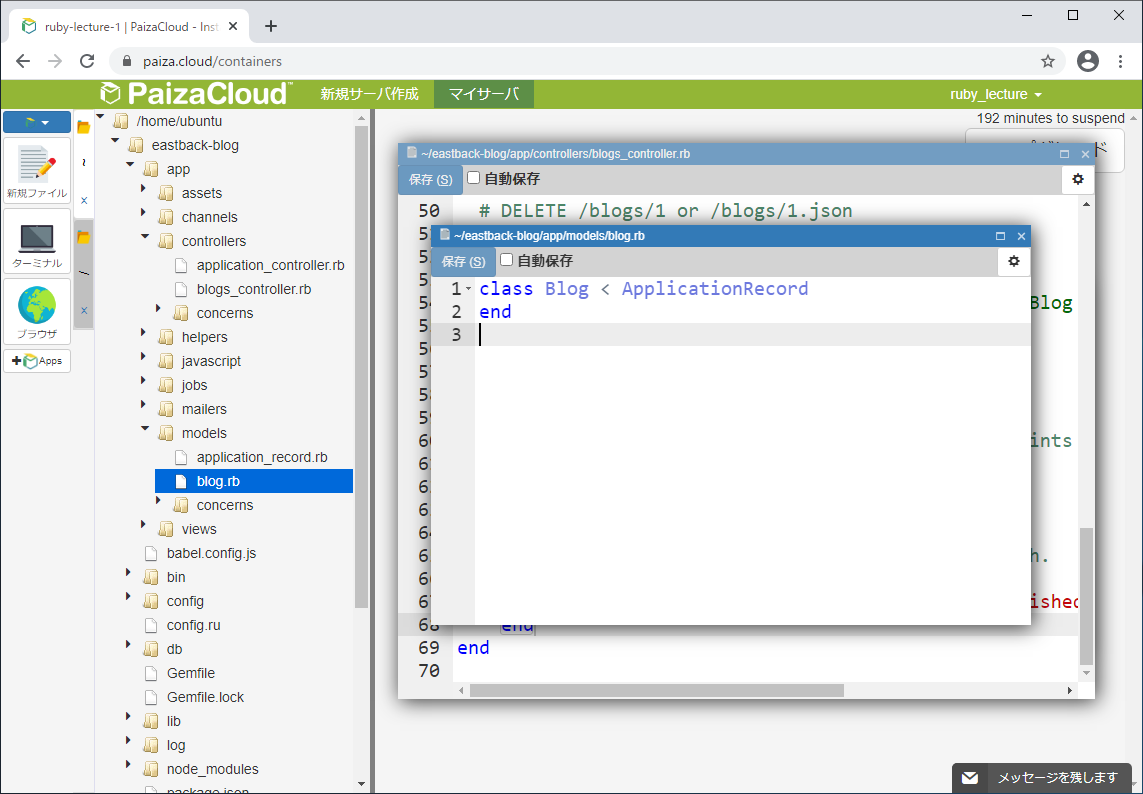 ruby-lecture-1 | PaizaCloud - Inst
paiza.cloud/containers
PaizaCloud
新規サーバ作成
マイサーバ
ruby_lecture
192 minutes to suspend
新規ファイル
ターミナル
ブラウザ
Apps
/home/ubuntu
eastback-blog
app
assets
channels
controllers
application_controller.rb
blogs_controller.rb
concerns
helpers
javascript
jobs
mailers
models
application_record.rb
blog.rb
concerns
views
babel.config.js
bin
config
config.ru
db
Gemfile
Gemfile.lock
lib
log
node_modules
package.json
~/eastback-blog/app/controllers/blogs_controller.rb
保存 (S)
自動保存
50 # DELETE /blogs/1 or /blogs/1.json
~/eastback-blog/app/models/blog.rb
保存 (S)
自動保存
1 class Blog < ApplicationRecord
2 end
3
Blog
ints
h.
ished
68 end
69 end
70
メッセージを残します